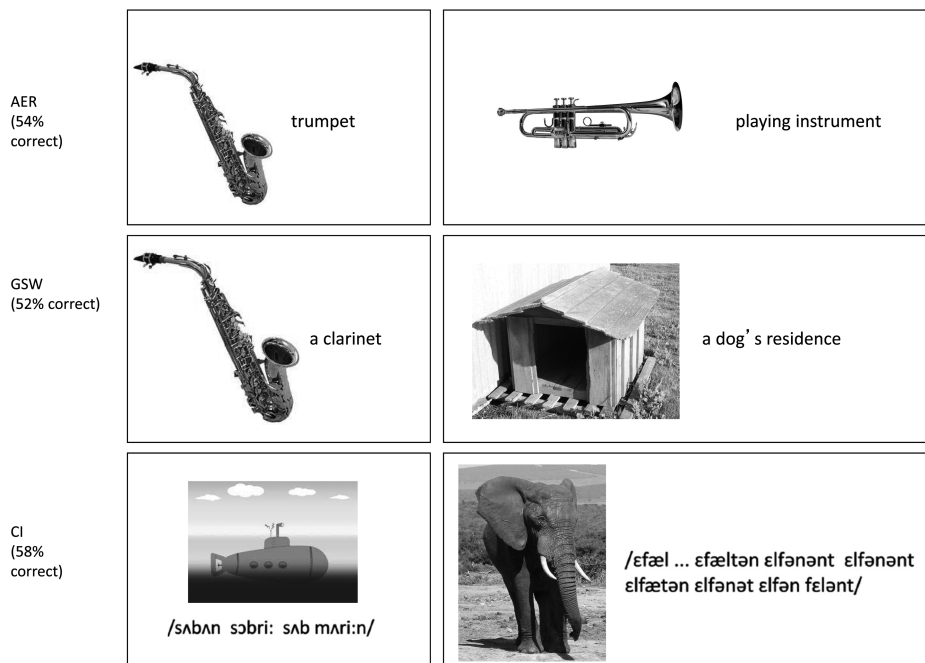 AER
(54%
correct)
trumpet
playing instrument
GSW
(52% correct)
a clarinet
a dog’s residence
CI
(58%
correct)
/sʌbʌn sɔbri: sʌb mʌri:n/
/ɛfæl ... ɛfæltən ɛlfənənt ɛlfənənt
ɛlfætən ɛlfənət ɛlfən fɛlənt/